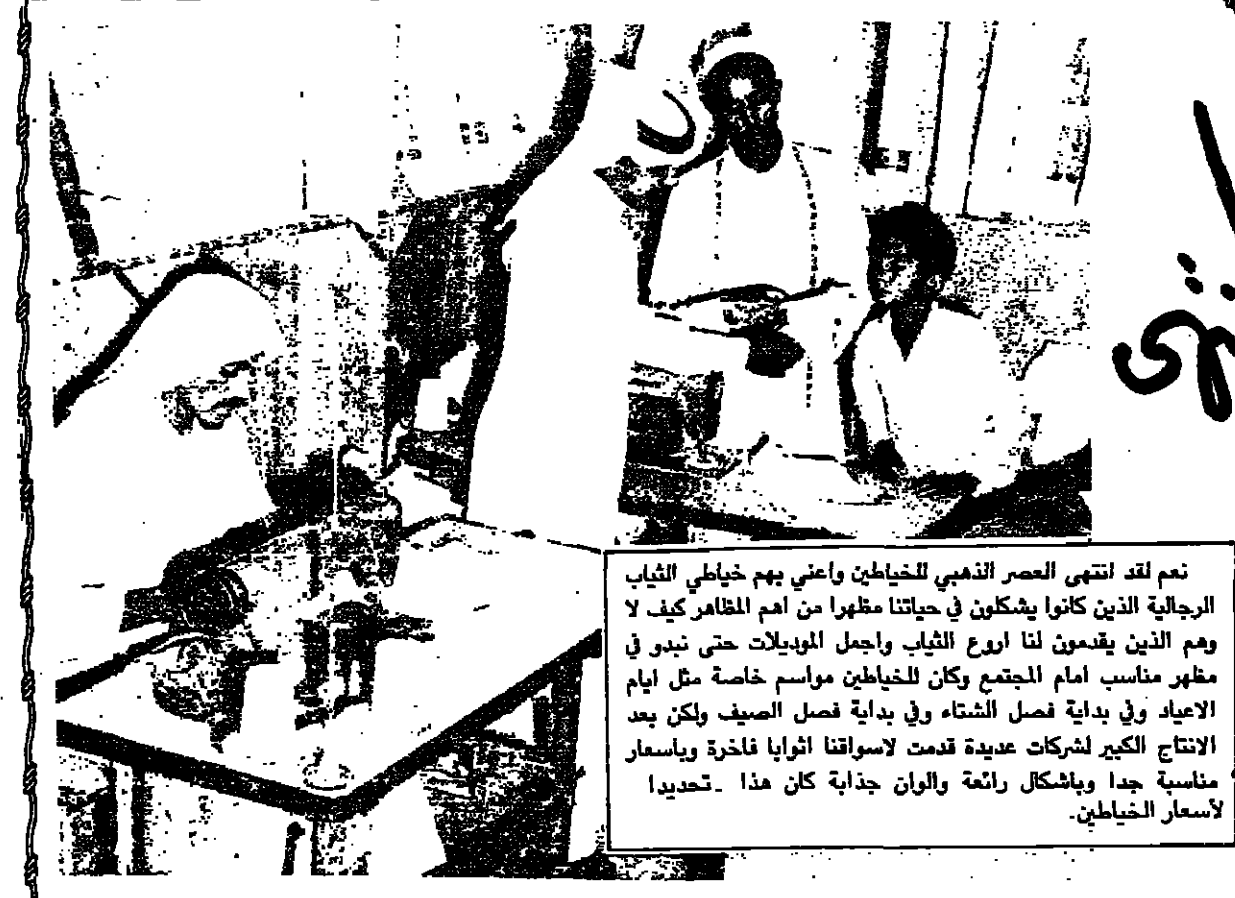 نعم لقد انتهى العصر الذهبي للخياطين واعني بهم خياطي الثياب
الرجالية الذين كانوا يشكلون في حياتنا مظهرا من اهم المظاهر كيف لا
وهم الذين يقدمون لنا اروع الثياب واجمل الموديلات حتى نبدو في
مظهر مناسب امام المجتمع وكان للخياطين مواسم خاصة مثل ايام
الاعياد وفي بداية فصل الشتاء وفي بداية فصل الصيف ولكن بعد
الانتاج الكبير لشركات عديدة قدمت لاسواقنا اثوابا فاخرة وباسعار
مناسبة جدا وباشكال رائعة والوان جذابة كان هذا ـ تحديدا
لأسعار الخياطين.